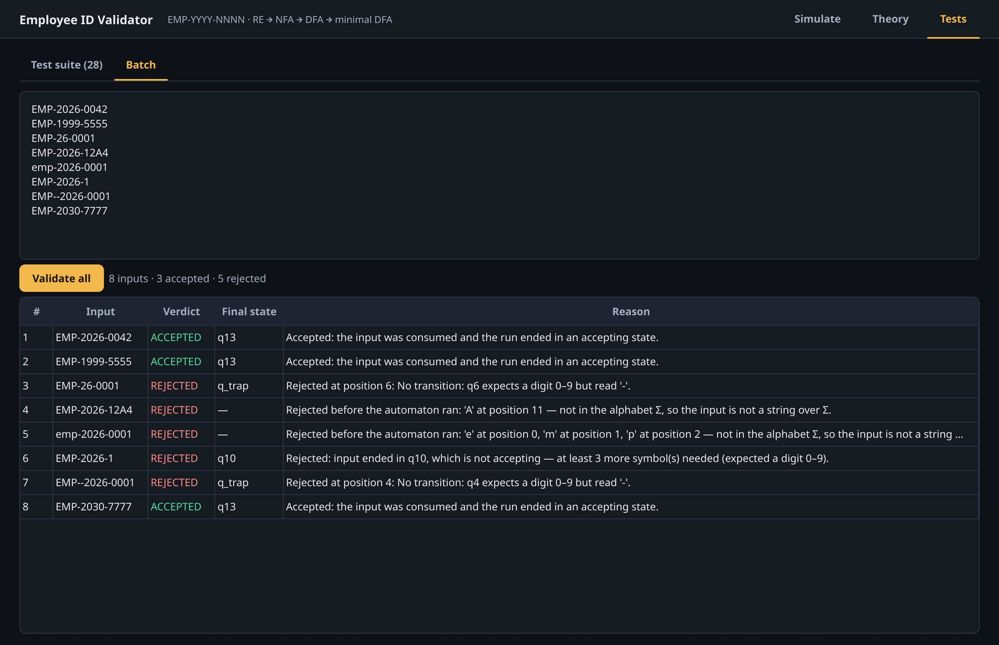 Employee ID Validator EMP-YYYY-NNNN · RE → NFA → DFA → minimal DFA Simulate Theory Tests
Test suite (28) Batch
EMP-2026-0042
EMP-1999-5555
EMP-26-0001
EMP-2026-12A4
emp-2026-0001
EMP-2026-1
EMP--2026-0001
EMP-2030-7777
Validate all 8 inputs · 3 accepted · 5 rejected
# Input Verdict Final state Reason
1 EMP-2026-0042 ACCEPTED q13 Accepted: the input was consumed and the run ended in an accepting state.
2 EMP-1999-5555 ACCEPTED q13 Accepted: the input was consumed and the run ended in an accepting state.
3 EMP-26-0001 REJECTED q_trap Rejected at position 6: No transition: q6 expects a digit 0–9 but read '-'.
4 EMP-2026-12A4 REJECTED — Rejected before the automaton ran: 'A' at position 11 — not in the alphabet Σ, so the input is not a string over Σ.
5 emp-2026-0001 REJECTED — Rejected before the automaton ran: 'e' at position 0, 'm' at position 1, 'p' at position 2 — not in the alphabet Σ, so the input is not a string ...
6 EMP-2026-1 REJECTED q10 Rejected: input ended in q10, which is not accepting — at least 3 more symbol(s) needed (expected a digit 0–9).
7 EMP--2026-0001 REJECTED q_trap Rejected at position 4: No transition: q4 expects a digit 0–9 but read '-'.
8 EMP-2030-7777 ACCEPTED q13 Accepted: the input was consumed and the run ended in an accepting state.